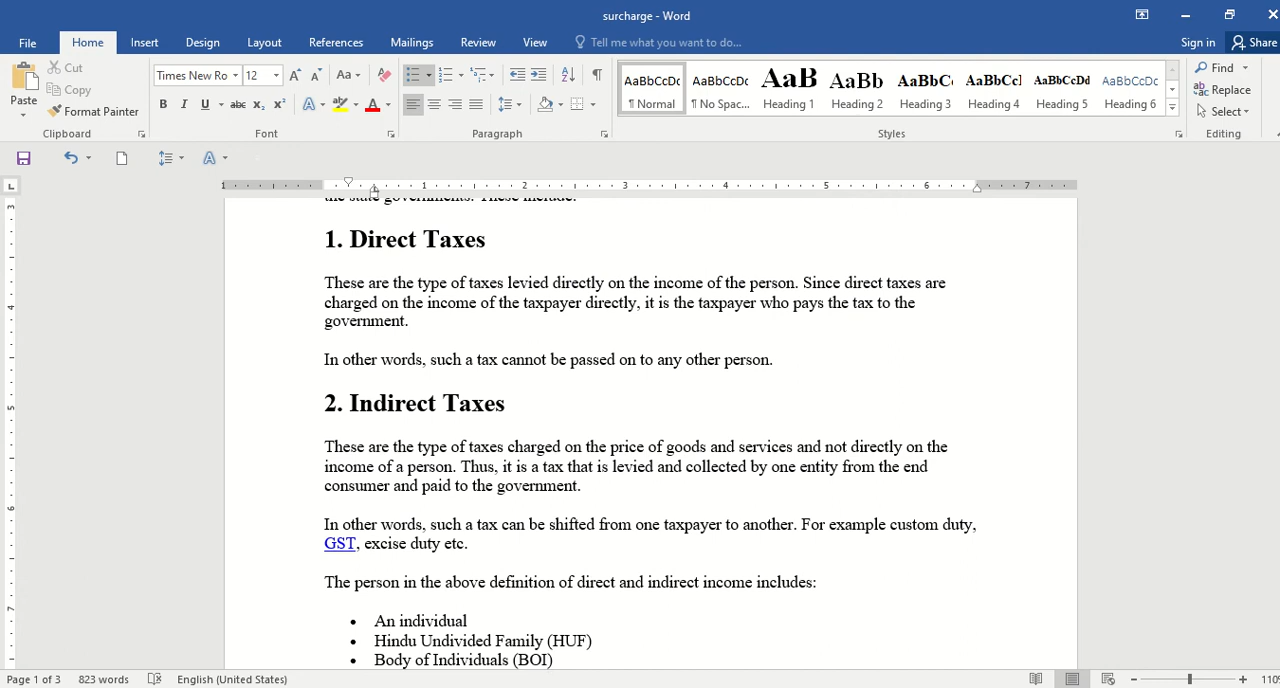 surcharge - Word
File Home Insert Design Layout References Mailings Review View Tell me what you want to do... Sign in Share
Paste Cut Copy Format Painter
Times New Ro 12
AaBbCcDc AaBbCcDc AaB AaBb AaBbC AaBbCcI AaBbCcDd AaBbCcDc
¶ Normal ¶ No Spac... Heading 1 Heading 2 Heading 3 Heading 4 Heading 5 Heading 6
Find Replace Select
Clipboard Font Paragraph Styles Editing
1 1 2 3 4 5 6 7
the state governments. These include:
1. Direct Taxes
These are the type of taxes levied directly on the income of the person. Since direct taxes are
charged on the income of the taxpayer directly, it is the taxpayer who pays the tax to the
government.
In other words, such a tax cannot be passed on to any other person.
2. Indirect Taxes
These are the type of taxes charged on the price of goods and services and not directly on the
income of a person. Thus, it is a tax that is levied and collected by one entity from the end
consumer and paid to the government.
In other words, such a tax can be shifted from one taxpayer to another. For example custom duty,
GST, excise duty etc.
The person in the above definition of direct and indirect income includes:
• An individual
• Hindu Undivided Family (HUF)
• Body of Individuals (BOI)
Page 1 of 3 823 words English (United States) 110